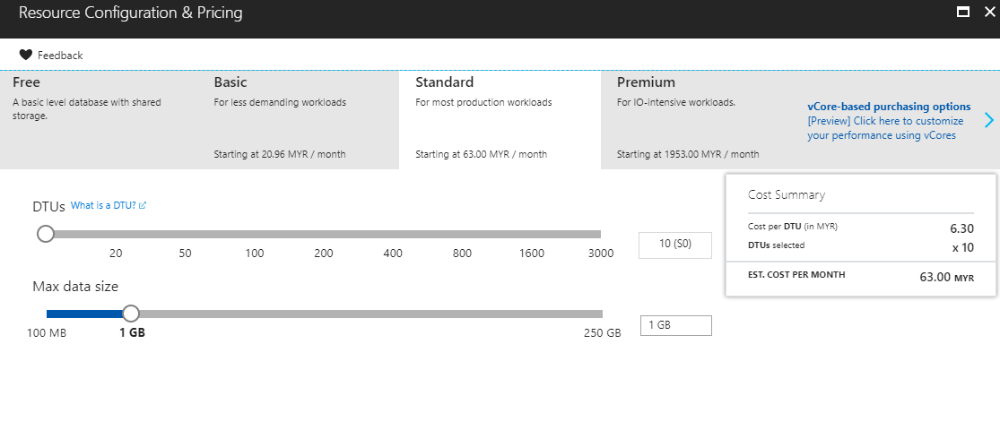 Resource Configuration & Pricing
Feedback
Free
A basic level database with shared
storage.
Basic
For less demanding workloads
Starting at 20.96 MYR / month
Standard
For most production workloads
Starting at 63.00 MYR / month
Premium
For IO-intensive workloads.
Starting at 1953.00 MYR / month
vCore-based purchasing options
[Preview] Click here to customize
your performance using vCores
DTUs What is a DTU?
20 50 100 200 400 800 1600 3000
10 (S0)
Max data size
100 MB 1 GB 250 GB
1 GB
Cost Summary
Cost per DTU (in MYR) 6.30
DTUs selected x 10
EST. COST PER MONTH 63.00 MYR